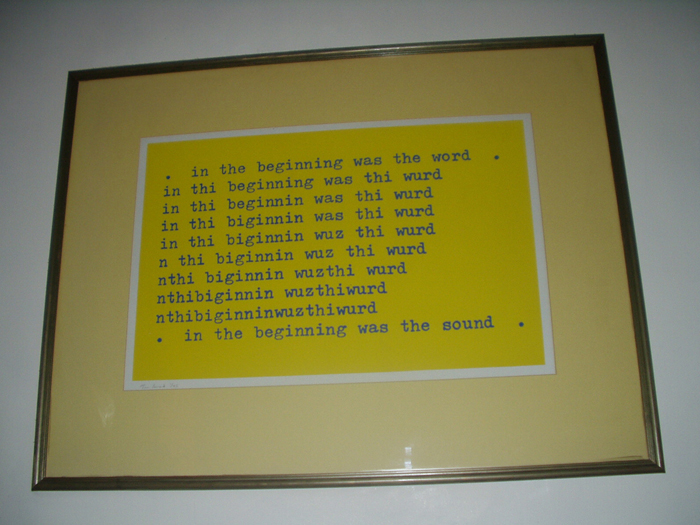 . in the beginning was the word .
in thi beginning was thi wurd
in thi beginnin was thi wurd
in thi biginnin was thi wurd
in thi biginnin wuz thi wurd
n thi biginnin wuz thi wurd
nthi biginnin wuzthi wurd
nthibiginnin wuzthiwurd
nthibiginninwuzthiwurd
. in the beginning was the sound .